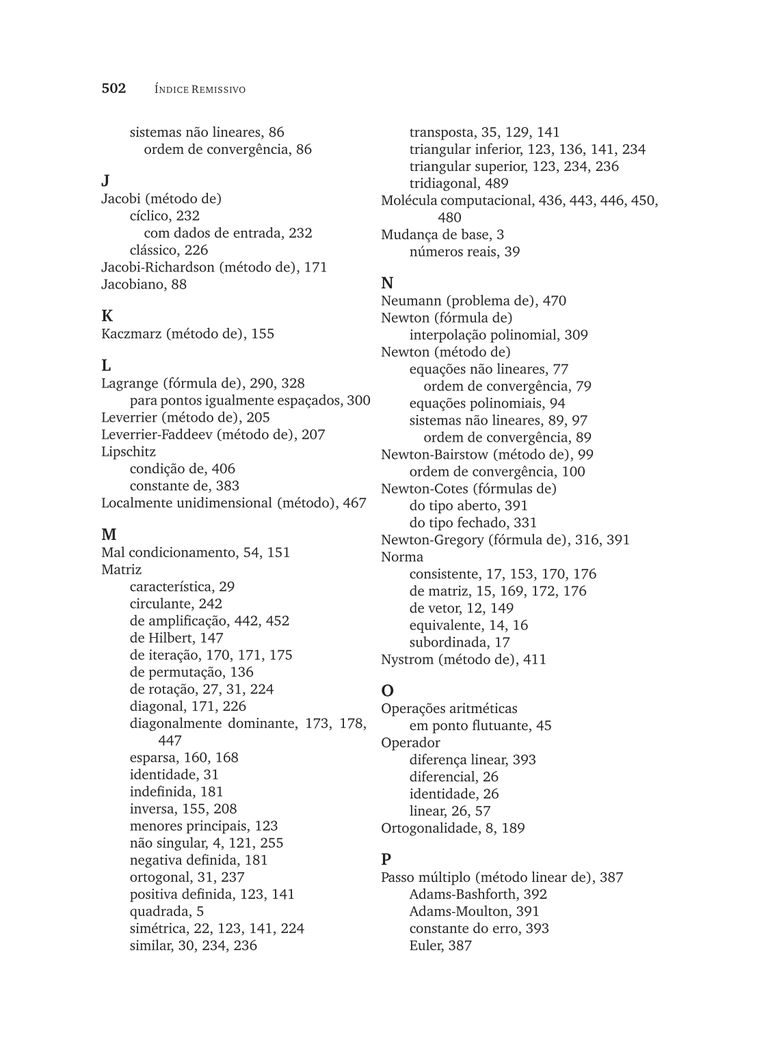 502 ÍNDICE REMISSIVO
sistemas não lineares, 86
ordem de convergência, 86
J
Jacobi (método de)
cíclico, 232
com dados de entrada, 232
clássico, 226
Jacobi-Richardson (método de), 171
Jacobiano, 88
K
Kaczmarz (método de), 155
L
Lagrange (fórmula de), 290, 328
para pontos igualmente espaçados, 300
Leverrier (método de), 205
Leverrier-Faddeev (método de), 207
Lipschitz
condição de, 406
constante de, 383
Localmente unidimensional (método), 467
M
Mal condicionamento, 54, 151
Matriz
característica, 29
circulante, 242
de amplificação, 442, 452
de Hilbert, 147
de iteração, 170, 171, 175
de permutação, 136
de rotação, 27, 31, 224
diagonal, 171, 226
diagonalmente dominante, 173, 178,
447
esparsa, 160, 168
identidade, 31
indefinida, 181
inversa, 155, 208
menores principais, 123
não singular, 4, 121, 255
negativa definida, 181
ortogonal, 31, 237
positiva definida, 123, 141
quadrada, 5
simétrica, 22, 123, 141, 224
similar, 30, 234, 236
transposta, 35, 129, 141
triangular inferior, 123, 136, 141, 234
triangular superior, 123, 234, 236
tridiagonal, 489
Molécula computacional, 436, 443, 446, 450,
480
Mudança de base, 3
números reais, 39
N
Neumann (problema de), 470
Newton (fórmula de)
interpolação polinomial, 309
Newton (método de)
equações não lineares, 77
ordem de convergência, 79
equações polinomiais, 94
sistemas não lineares, 89, 97
ordem de convergência, 89
Newton-Bairstow (método de), 99
ordem de convergência, 100
Newton-Cotes (fórmulas de)
do tipo aberto, 391
do tipo fechado, 331
Newton-Gregory (fórmula de), 316, 391
Norma
consistente, 17, 153, 170, 176
de matriz, 15, 169, 172, 176
de vetor, 12, 149
equivalente, 14, 16
subordinada, 17
Nystrom (método de), 411
O
Operações aritméticas
em ponto flutuante, 45
Operador
diferença linear, 393
diferencial, 26
identidade, 26
linear, 26, 57
Ortogonalidade, 8, 189
P
Passo múltiplo (método linear de), 387
Adams-Bashforth, 392
Adams-Moulton, 391
constante do erro, 393
Euler, 387